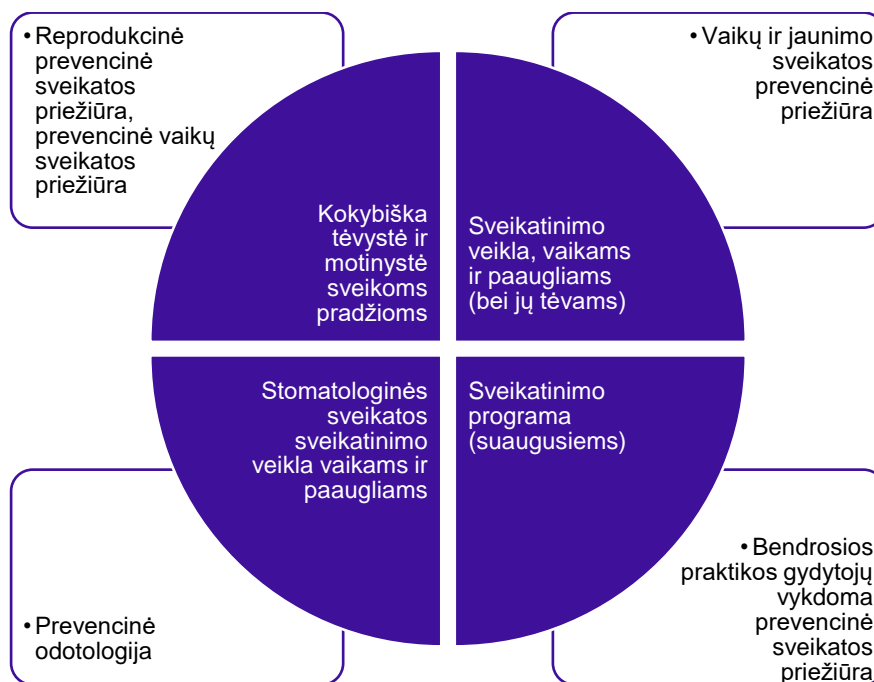 • Reprodukcinė
prevencinė
sveikatos
priežiūra,
prevencinė vaikų
sveikatos
priežiūra
• Vaikų ir jaunimo
sveikatos
prevencinė
priežiūra
Kokybiška
tėvystė ir
motinystė
sveikoms
pradžioms
Sveikatinimo
veikla, vaikams
ir paaugliams
(bei jų tėvams)
Stomatologinės
sveikatos
sveikatinimo
veikla vaikams ir
paaugliams
Sveikatinimo
programa
(suaugusiems)
• Prevencinė
odotologija
• Bendrosios
praktikos gydytojų
vykdoma
prevencinė
sveikatos
priežiūra